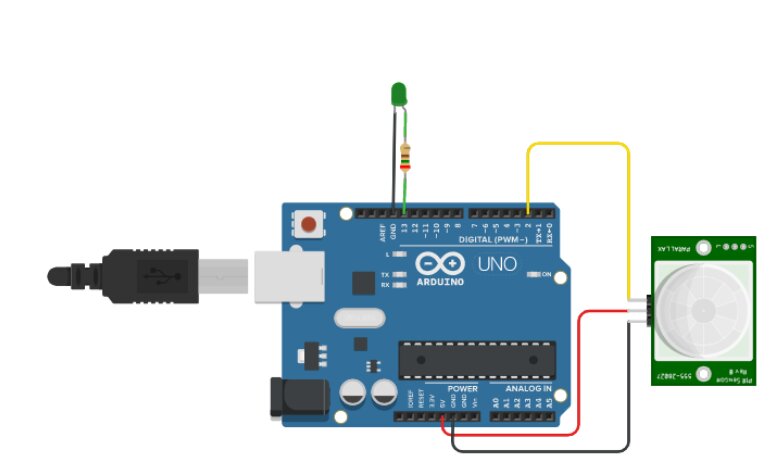 AREF
GND
13
12
~11
~10
~9
8
7
~6
~5
4
~3
2
TX→1
RX←0
DIGITAL (PWM~)
L
TX
RX
UNO
ARDUINO
ON
POWER
ANALOG IN
IOREF
RESET
3.3V
5V
GND
GND
Vin
A0
A1
A2
A3
A4
A5
PARALLAX
PIR Sensor
Rev B
555-28027